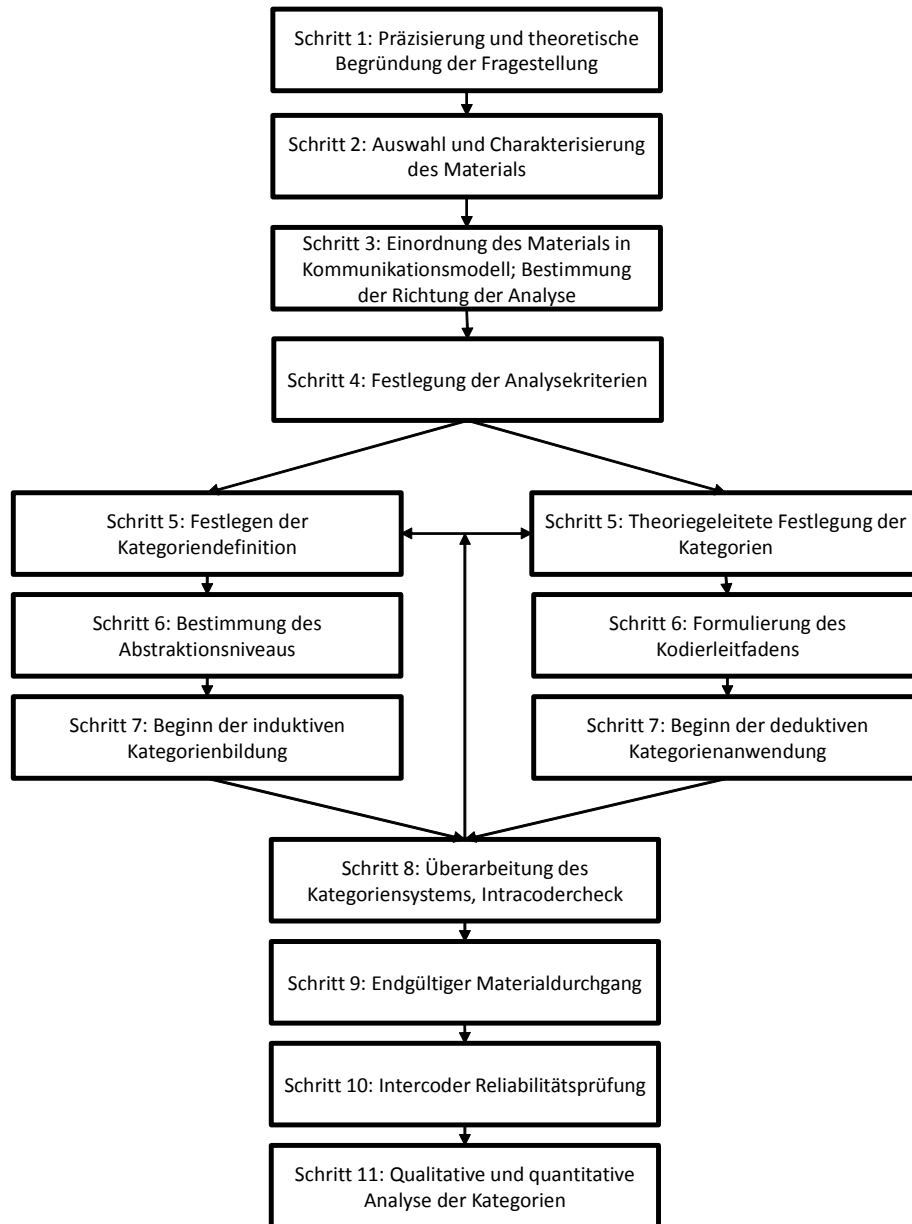 Schritt 1: Präzisierung und theoretische
Begründung der Fragestellung
Schritt 2: Auswahl und Charakterisierung
des Materials
Schritt 3: Einordnung des Materials in
Kommunikationsmodell; Bestimmung
der Richtung der Analyse
Schritt 4: Festlegung der Analysekriterien
Schritt 5: Festlegen der
Kategoriendefinition
Schritt 6: Bestimmung des
Abstraktionsniveaus
Schritt 7: Beginn der induktiven
Kategorienbildung
Schritt 5: Theoriegeleitete Festlegung der
Kategorien
Schritt 6: Formulierung des
Kodierleitfadens
Schritt 7: Beginn der deduktiven
Kategorienanwendung
Schritt 8: Überarbeitung des
Kategoriensystems, Intracodercheck
Schritt 9: Endgültiger Materialdurchgang
Schritt 10: Intercoder Reliabilitätsprüfung
Schritt 11: Qualitative und quantitative
Analyse der Kategorien